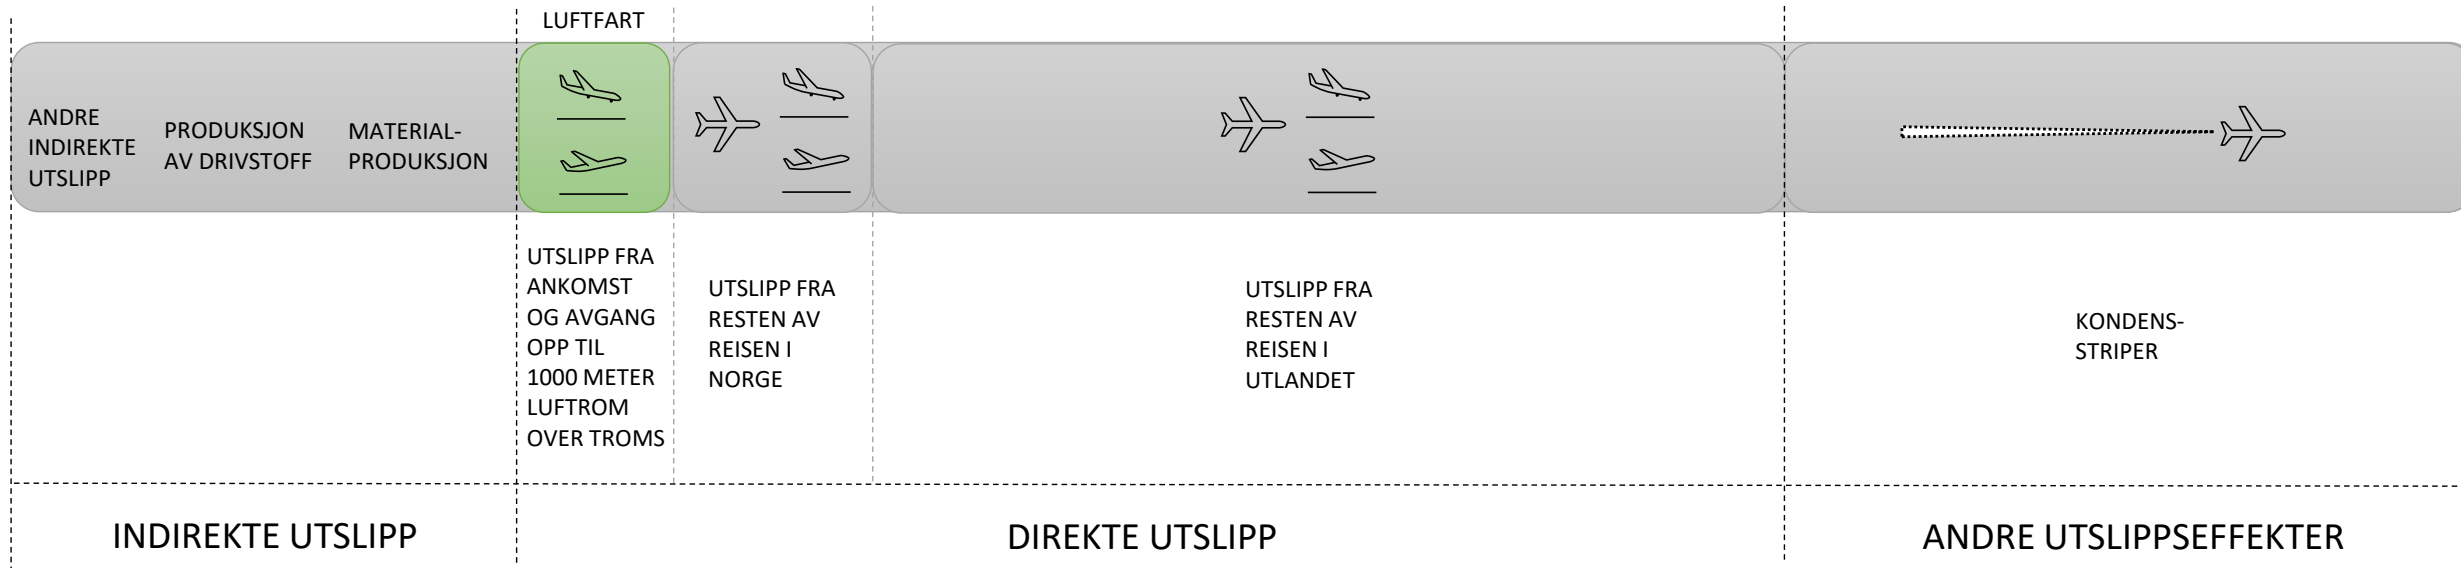 LUFTFART
ANDRE
INDIREKTE
UTSLIPP
PRODUKSJON
AV DRIVSTOFF
MATERIAL-
PRODUKSJON
UTSLIPP FRA
ANKOMST
OG AVGANG
OPP TIL
1000 METER
LUFTROM
OVER TROMS
UTSLIPP FRA
RESTEN AV
REISEN I
NORGE
UTSLIPP FRA
RESTEN AV
REISEN I
UTLANDET
KONDENS-
STRIPER
INDIREKTE UTSLIPP
DIREKTE UTSLIPP
ANDRE UTSLIPPSEFFEKTER